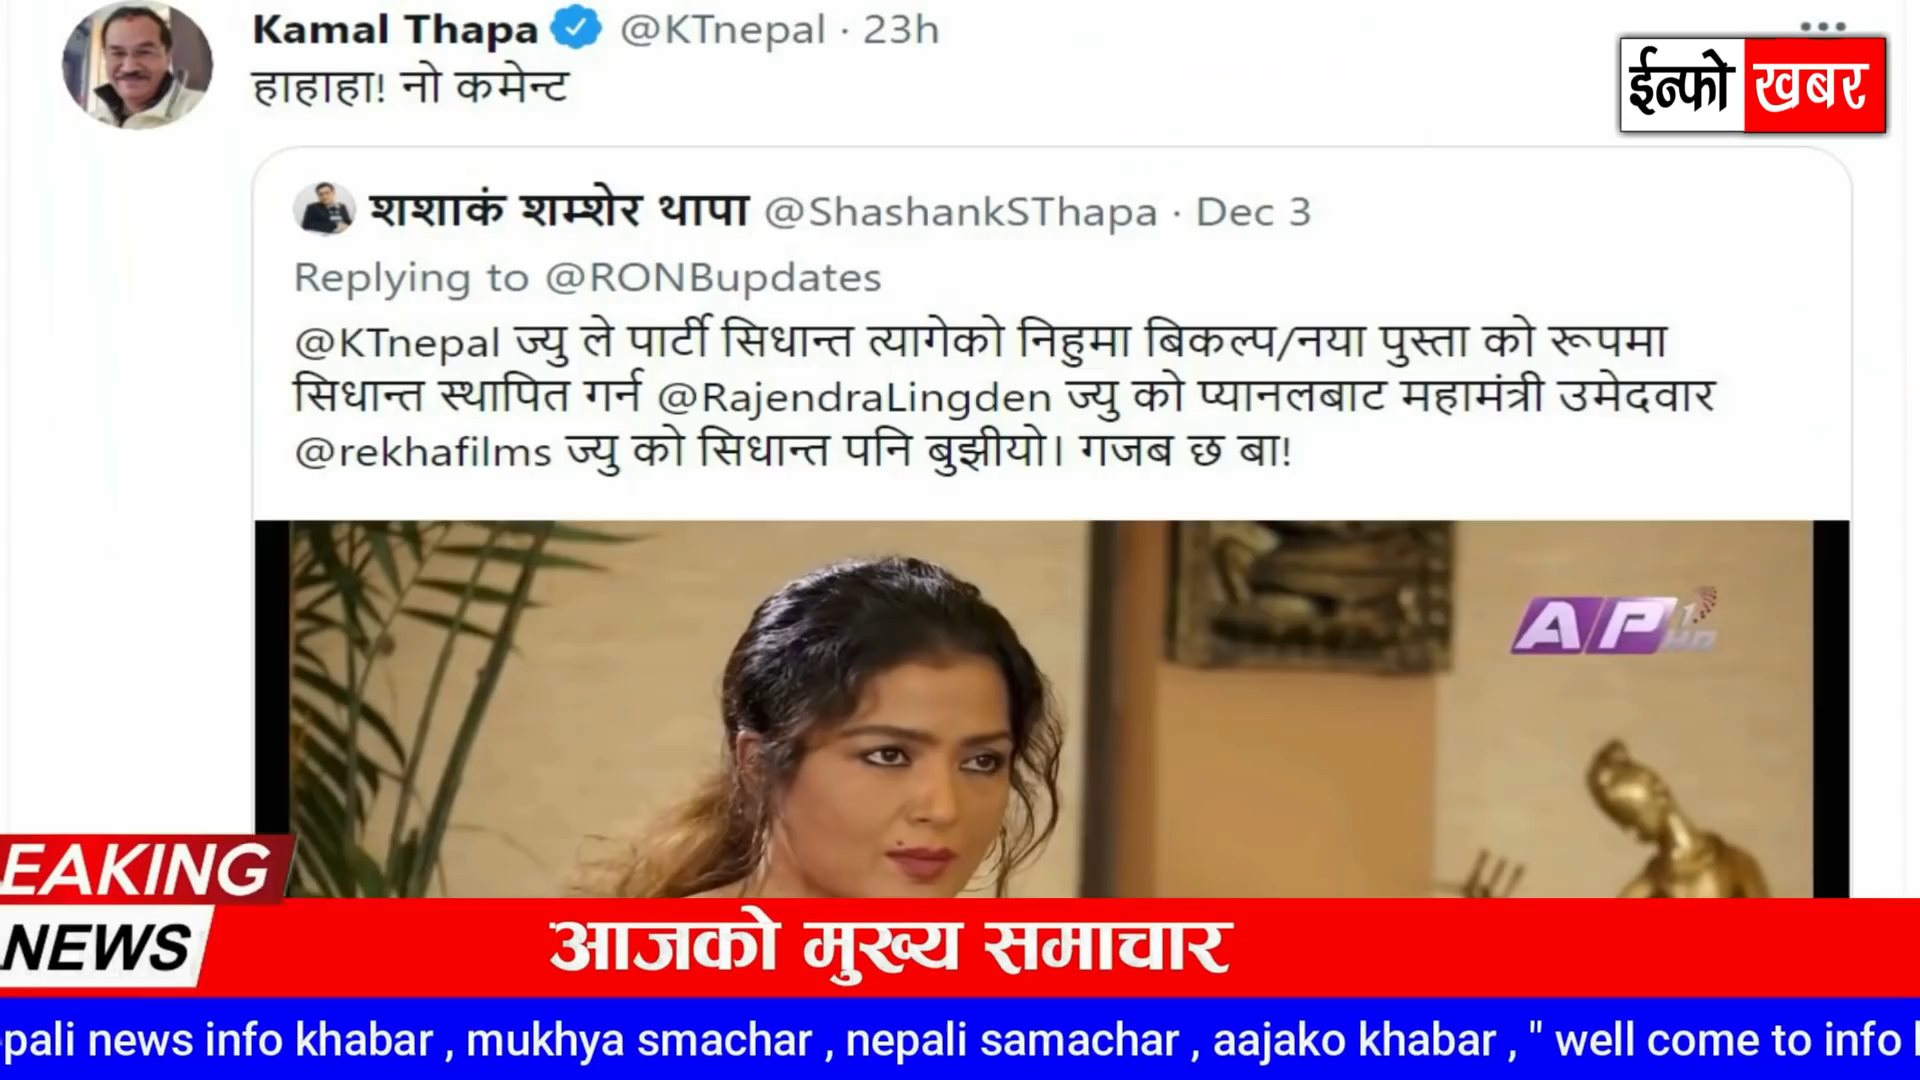 Kamal Thapa @KTnepal · 23h
हाहाहा! नो कमेन्ट
ईन्फो खबर
शशाकं शम्शेर थापा @ShashankSThapa · Dec 3
Replying to @RONBupdates
@KTnepal ज्यु ले पार्टी सिधान्त त्यागेको निहुमा बिकल्प/नया पुस्ता को रूपमा
सिधान्त स्थापित गर्न @RajendraLingden ज्यु को प्यानलबाट महामंत्री उमेदवार
@rekhafilms ज्यु को सिधान्त पनि बुझीयो। गजब छ बा!
AP1 HD
EAKING
NEWS
आजको मुख्य समाचार
pali news info khabar , mukhya smachar , nepali samachar , aajako khabar , " well come to info